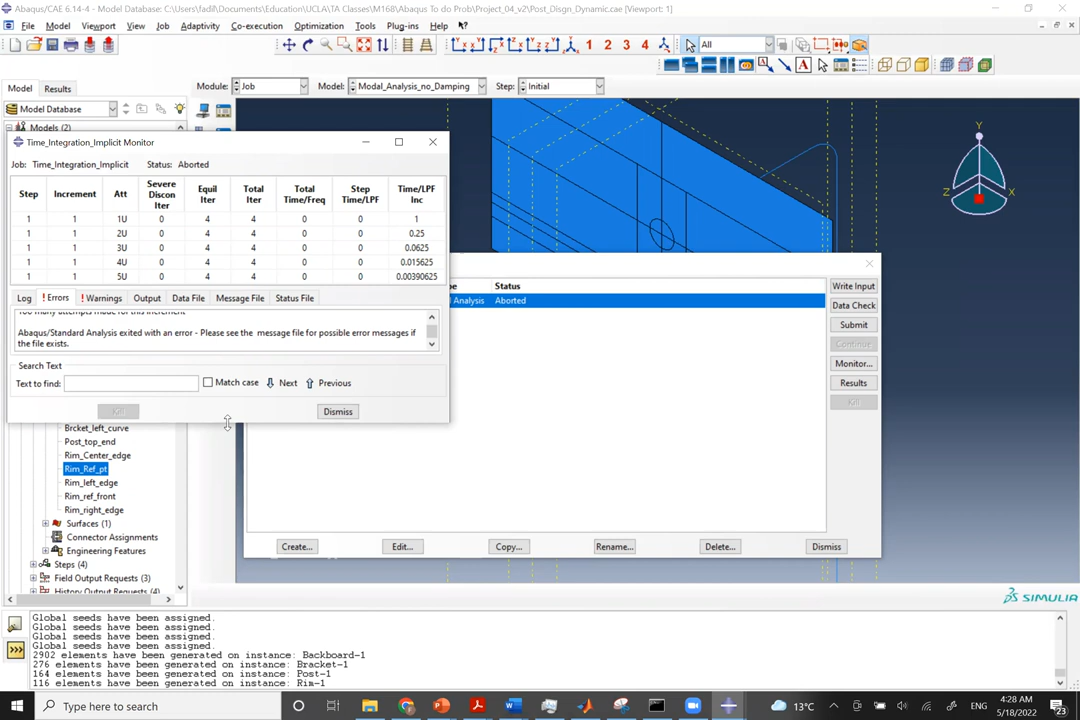 Abaqus/CAE 6.14-4 - Model Database: C:\Users\fadil\Documents\Education\UCLA\TA Classes\M168\Abaqus To do Prob\Project_04_v2\Post_Disgn_Dynamic.cae [Viewport: 1]
File Model Viewport View Job Adaptivity Co-execution Optimization Tools Plug-ins Help
1 2 3 4 All
A
Model Results Module: Job Model: Modal_Analysis_no_Damping Step: Initial
Model Database
Models (2)
Time_Integration_Implicit Monitor
Job: Time_Integration_Implicit Status: Aborted
Step Increment Att Severe Discon Iter Equil Iter Total Iter Total Time/Freq Step Time/LPF Time/LPF Inc
1 1 1U 0 4 4 0 0 1
1 1 2U 0 4 4 0 0 0.25
1 1 3U 0 4 4 0 0 0.0625
1 1 4U 0 4 4 0 0 0.015625
1 1 5U 0 4 4 0 0 0.00390625
Log ! Errors ! Warnings Output Data File Message File Status File
Too many attempts made for this increment
Abaqus/Standard Analysis exited with an error - Please see the message file for possible error messages if
the file exists.
Search Text
Text to find: Match case Next Previous
Kill Dismiss
Y
Z X
Status
Analysis Aborted
Write Input
Data Check
Submit
Continue
Monitor...
Results
Kill
Create... Edit... Copy... Rename... Delete... Dismiss
Brcket_left_curve
Post_top_end
Rim_Center_edge
Rim_Ref_pt
Rim_left_edge
Rim_ref_front
Rim_right_edge
Surfaces (1)
Connector Assignments
Engineering Features
Steps (4)
Field Output Requests (3)
History Output Requests (4)
SIMULIA
Global seeds have been assigned.
Global seeds have been assigned.
Global seeds have been assigned.
Global seeds have been assigned.
2902 elements have been generated on instance: Backboard-1
276 elements have been generated on instance: Bracket-1
164 elements have been generated on instance: Post-1
116 elements have been generated on instance: Rim-1
Type here to search
13°C
ENG
4:28 AM
5/18/2022
23